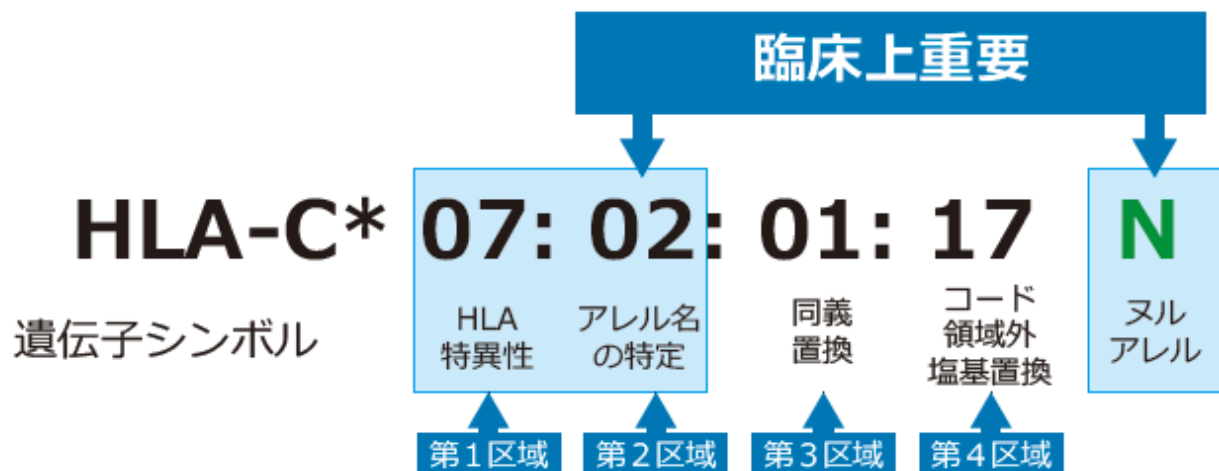 臨床上重要
HLA-C* 07: 02: 01: 17 N
遺伝子シンボル
HLA
特異性
アレル名
の特定
同義
置換
コード
領域外
塩基置換
ヌル
アレル
第1区域
第2区域
第3区域
第4区域